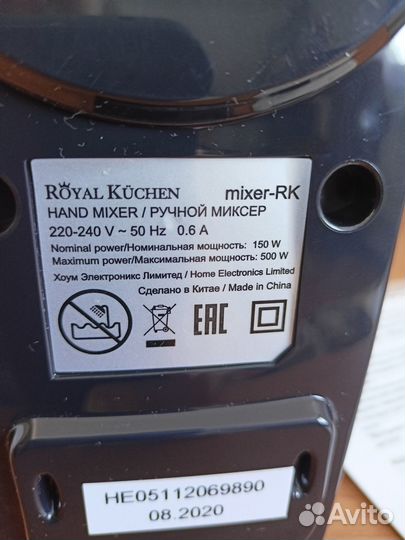 RÖYAL KÜCHEN mixer-RK
HAND MIXER / РУЧНОЙ МИКСЕР
220-240 V ~ 50 Hz 0.6 A
Nominal power/Номинальная мощность: 150 W
Maximum power/Максимальная мощность: 500 W
Хоум Электроникс Лимитед / Home Electronics Limited
Сделано в Китае / Made in China
EAC
HE05112069890
08.2020
Avito